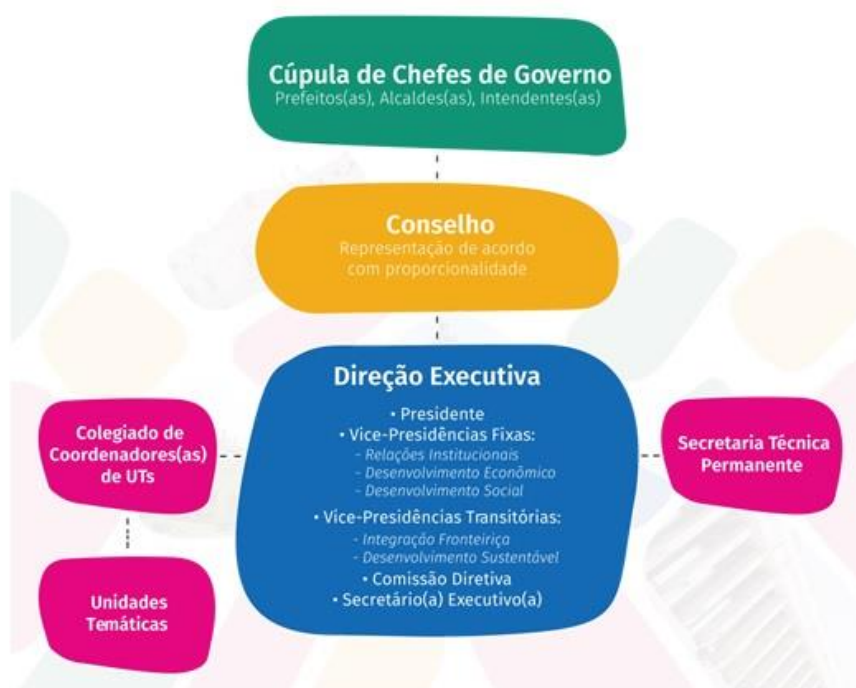 Cúpula de Chefes de Governo
Prefeitos(as), Alcaldes(as), Intendentes(as)
Conselho
Representação de acordo
com proporcionalidade
Direção Executiva
• Presidente
• Vice-Presidências Fixas:
- Relações Institucionais
- Desenvolvimento Econômico
- Desenvolvimento Social
• Vice-Presidências Transitórias:
- Integração Fronteiriça
- Desenvolvimento Sustentável
• Comissão Diretiva
• Secretário(a) Executivo(a)
Colegiado de
Coordenadores(as)
de UTs
Unidades
Temáticas
Secretaria Técnica
Permanente